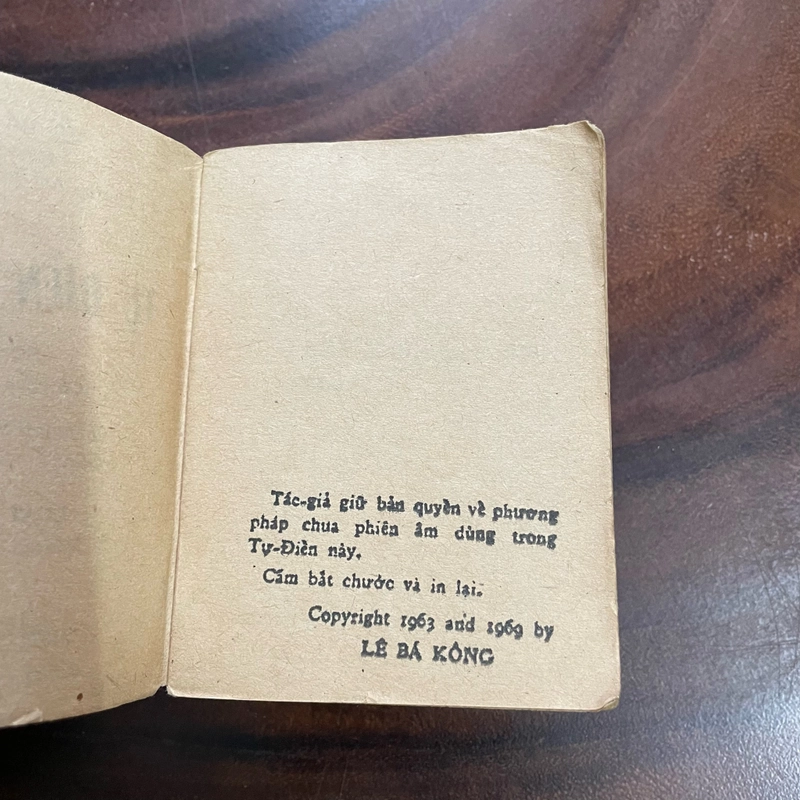 Tác-giả giữ bản quyền về phương
pháp chua phiên âm dùng trong
Tự-Điển này.
Cấm bắt chước và in lại.
Copyright 1963 and 1969 by
LÊ BÁ KÔNG